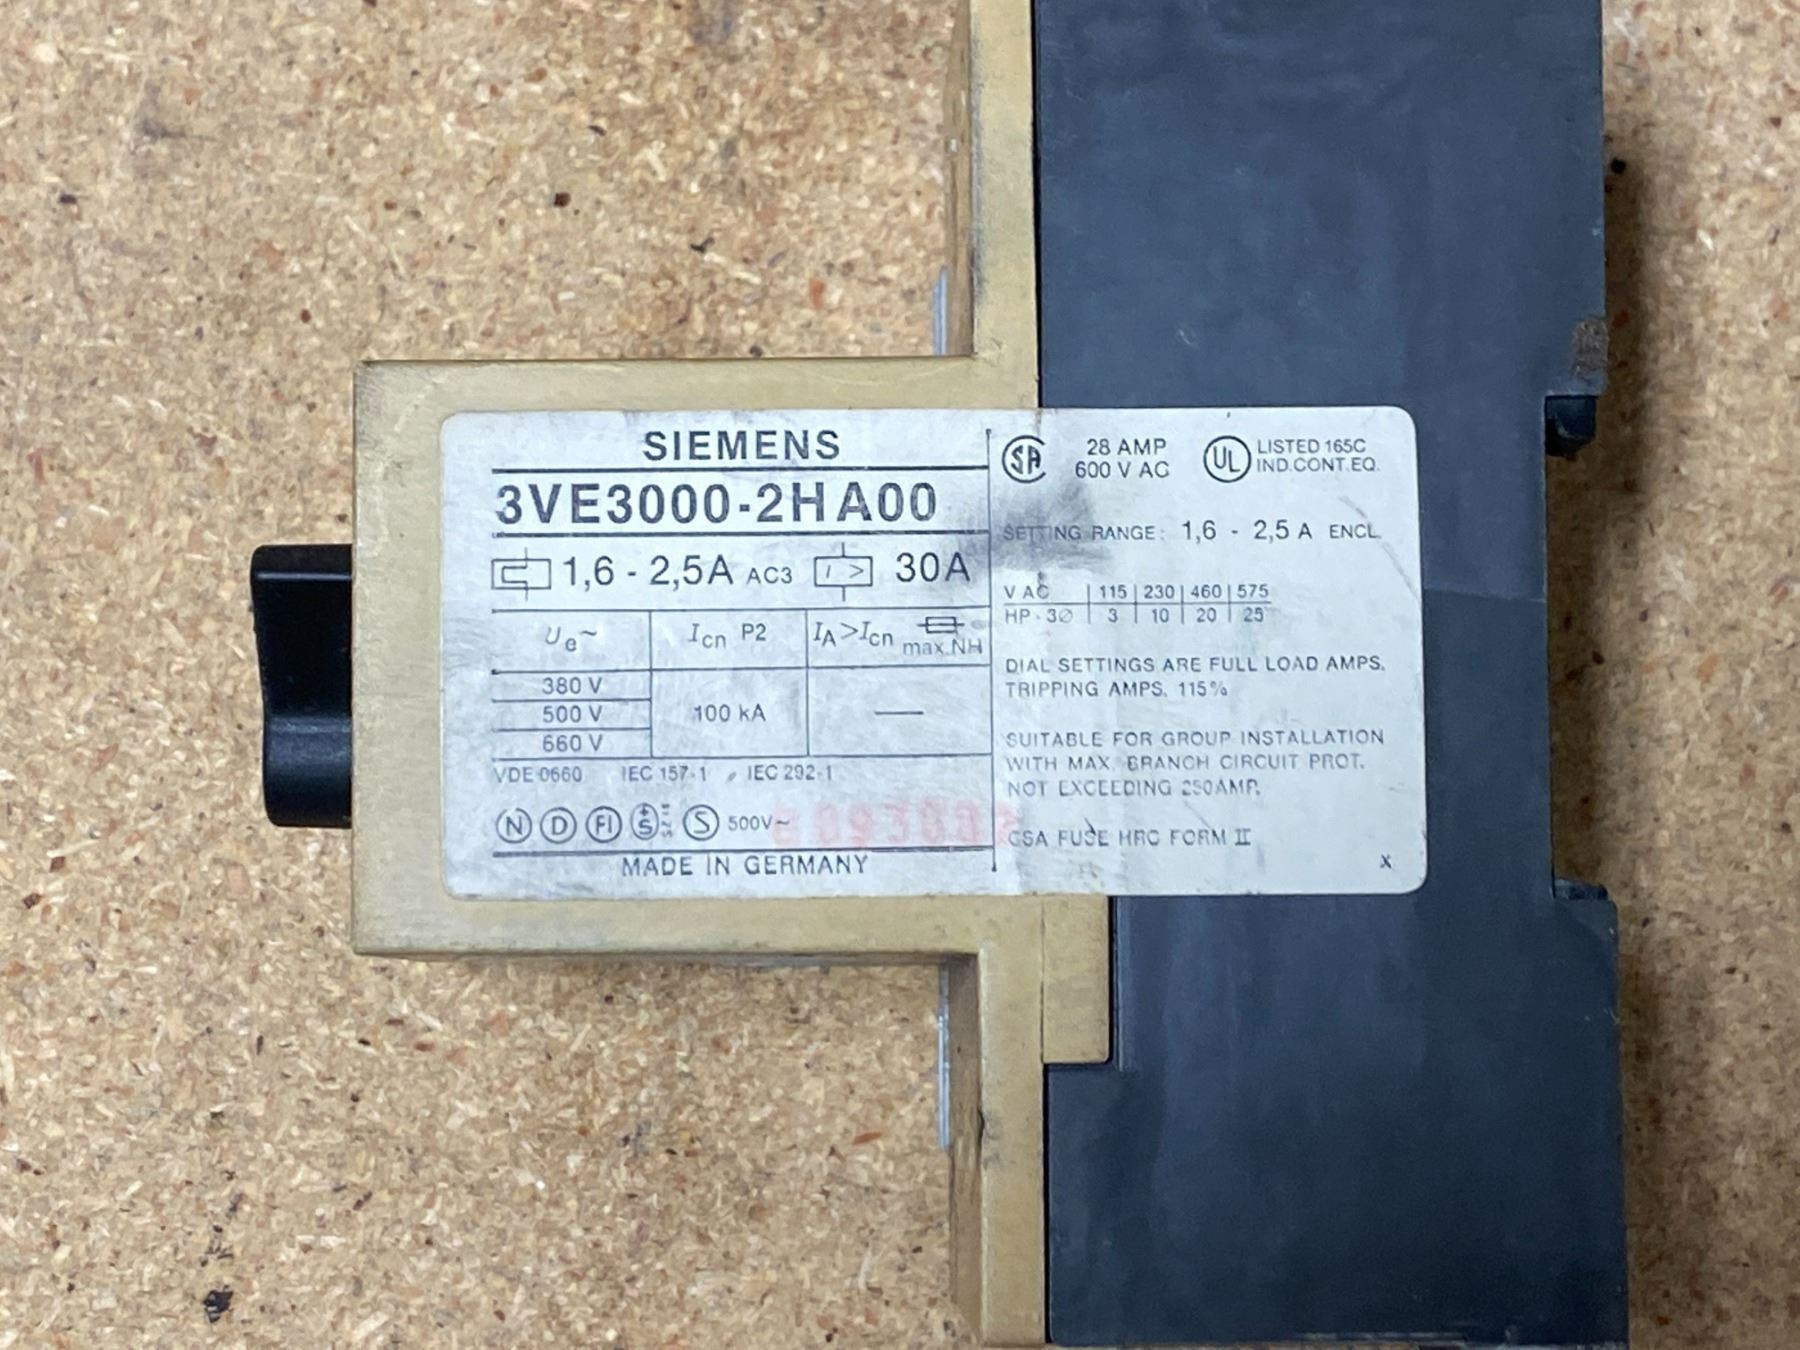 SIEMENS
3VE3000-2HA00
1,6 - 2,5A AC3 I > 30A
Ue~ Icn P2 IA>Icn max.NH
380 V
500 V 100 kA —
660 V
VDE 0660 IEC 157-1 IEC 292-1
N D FI +S S 500V~
MADE IN GERMANY
SA 28 AMP
600 V AC
UL LISTED 165C
IND.CONT.EQ.
SETTING RANGE: 1,6 - 2,5 A ENCL.
V AC 115 230 460 575
HP - 3Ø 3 10 20 25
DIAL SETTINGS ARE FULL LOAD AMPS.
TRIPPING AMPS. 115%
SUITABLE FOR GROUP INSTALLATION
WITH MAX. BRANCH CIRCUIT PROT.
NOT EXCEEDING 250AMP.
CSA FUSE HRC FORM II
X